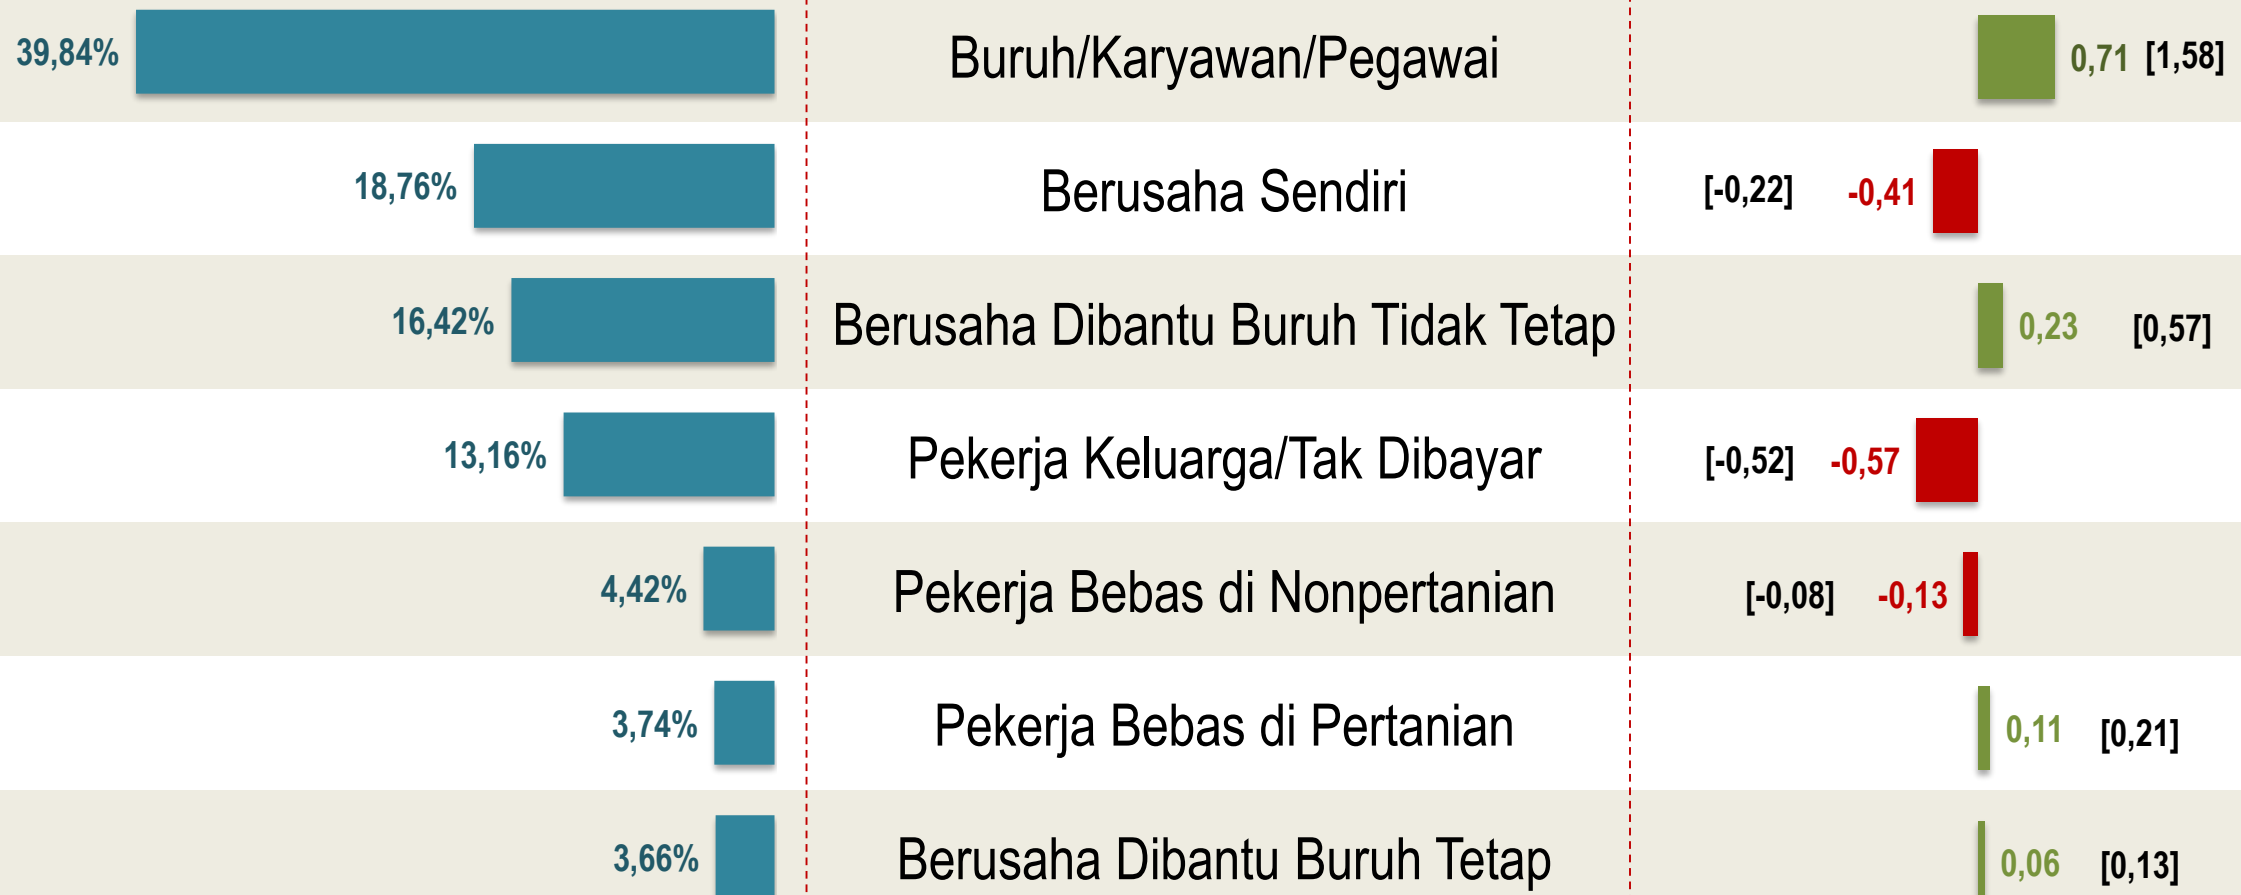 39,84% Buruh/Karyawan/Pegawai 0,71 [1,58]
18,76% Berusaha Sendiri [-0,22] -0,41
16,42% Berusaha Dibantu Buruh Tidak Tetap 0,23 [0,57]
13,16% Pekerja Keluarga/Tak Dibayar [-0,52] -0,57
4,42% Pekerja Bebas di Nonpertanian [-0,08] -0,13
3,74% Pekerja Bebas di Pertanian 0,11 [0,21]
3,66% Berusaha Dibantu Buruh Tetap 0,06 [0,13]